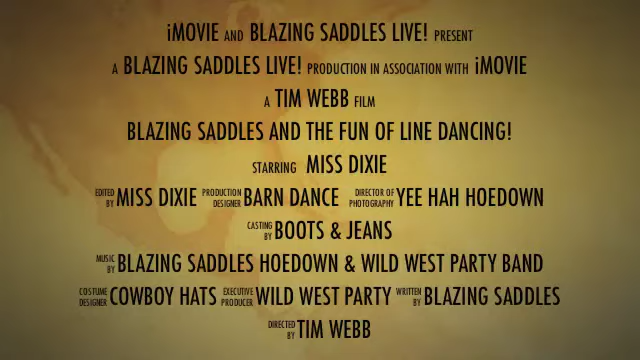 iMOVIE AND BLAZING SADDLES LIVE! PRESENT
A BLAZING SADDLES LIVE! PRODUCTION IN ASSOCIATION WITH iMOVIE
A TIM WEBB FILM
BLAZING SADDLES AND THE FUN OF LINE DANCING!
STARRING MISS DIXIE
EDITED BY MISS DIXIE PRODUCTION DESIGNER BARN DANCE DIRECTOR OF PHOTOGRAPHY YEE HAH HOEDOWN
CASTING BY BOOTS & JEANS
MUSIC BY BLAZING SADDLES HOEDOWN & WILD WEST PARTY BAND
COSTUME DESIGNER COWBOY HATS EXECUTIVE PRODUCER WILD WEST PARTY WRITTEN BY BLAZING SADDLES
DIRECTED BY TIM WEBB